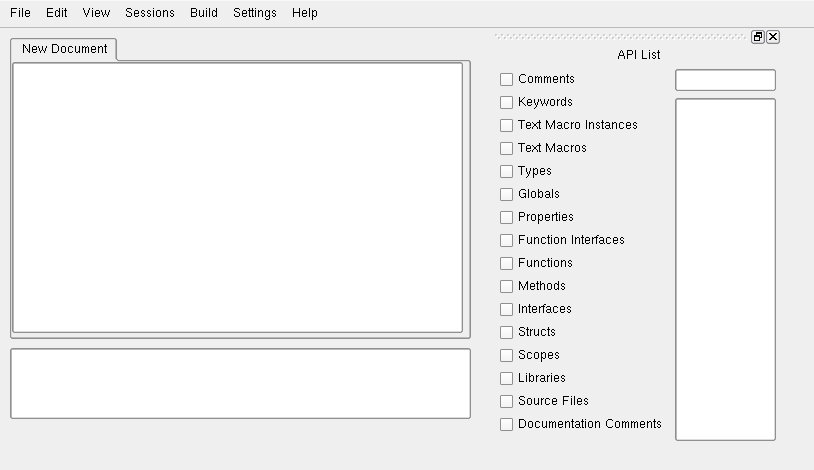 File Edit View Sessions Build Settings Help
New Document
API List
Comments
Keywords
Text Macro Instances
Text Macros
Types
Globals
Properties
Function Interfaces
Functions
Methods
Interfaces
Structs
Scopes
Libraries
Source Files
Documentation Comments